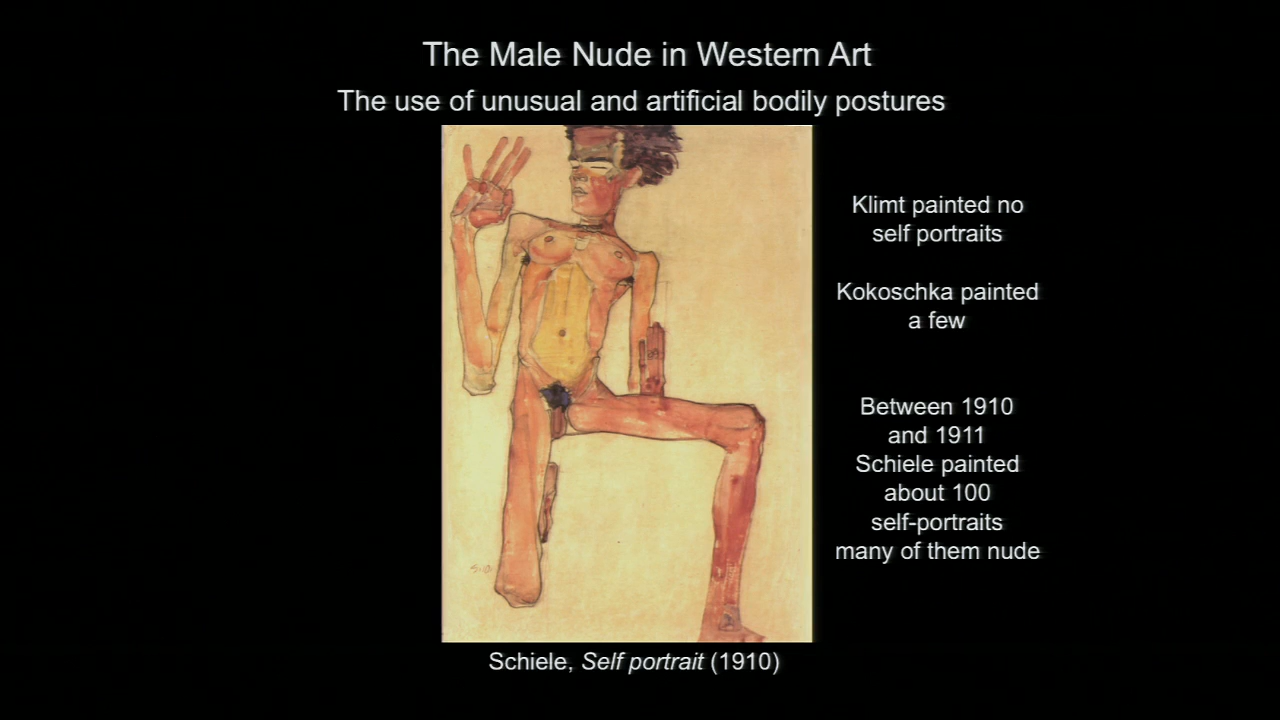 The Male Nude in Western Art
The use of unusual and artificial bodily postures
Klimt painted no
self portraits
Kokoschka painted
a few
Between 1910
and 1911
Schiele painted
about 100
self-portraits
many of them nude
Schiele, Self portrait (1910)